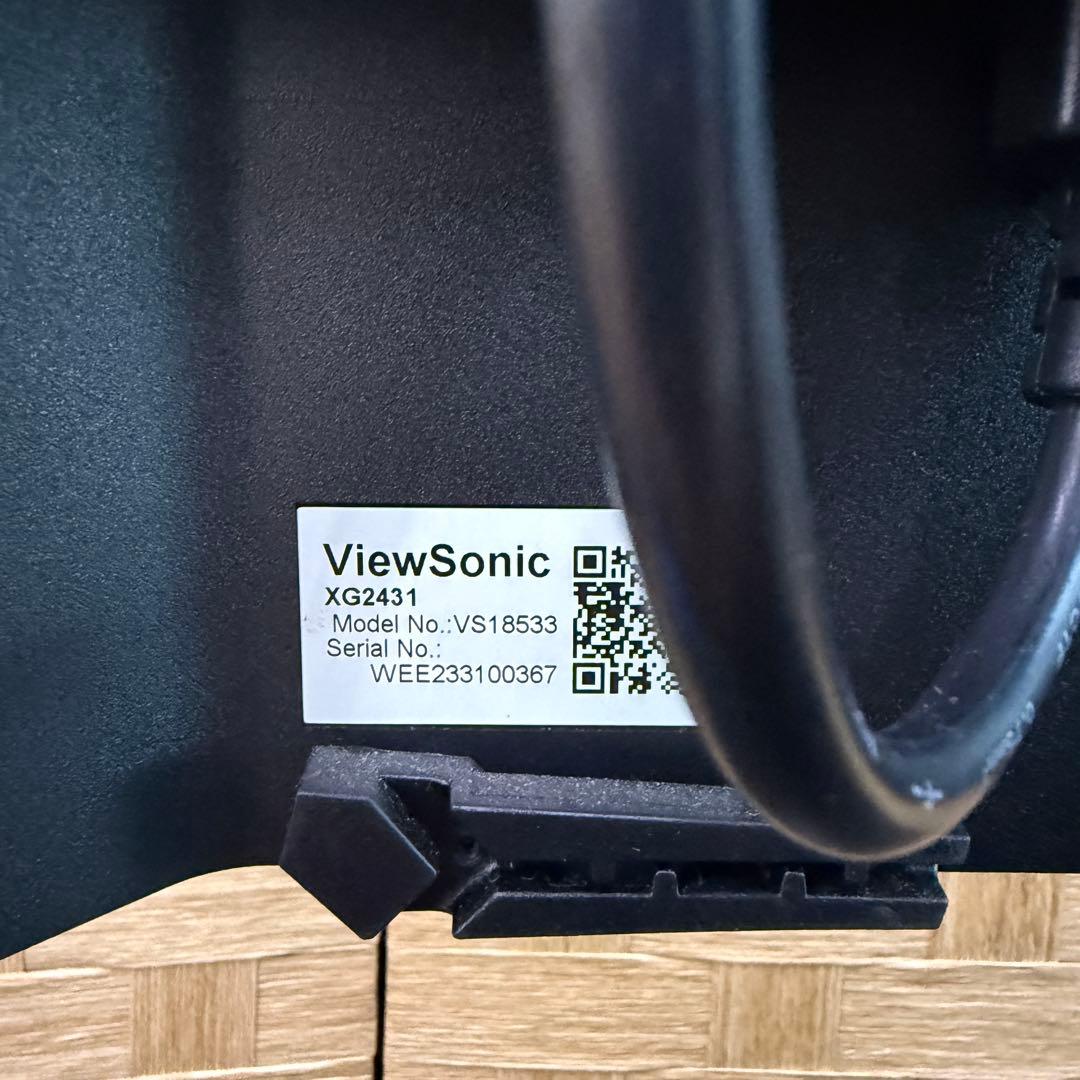 ViewSonic
XG2431
Model No.:VS18533
Serial No.:
WEE233100367